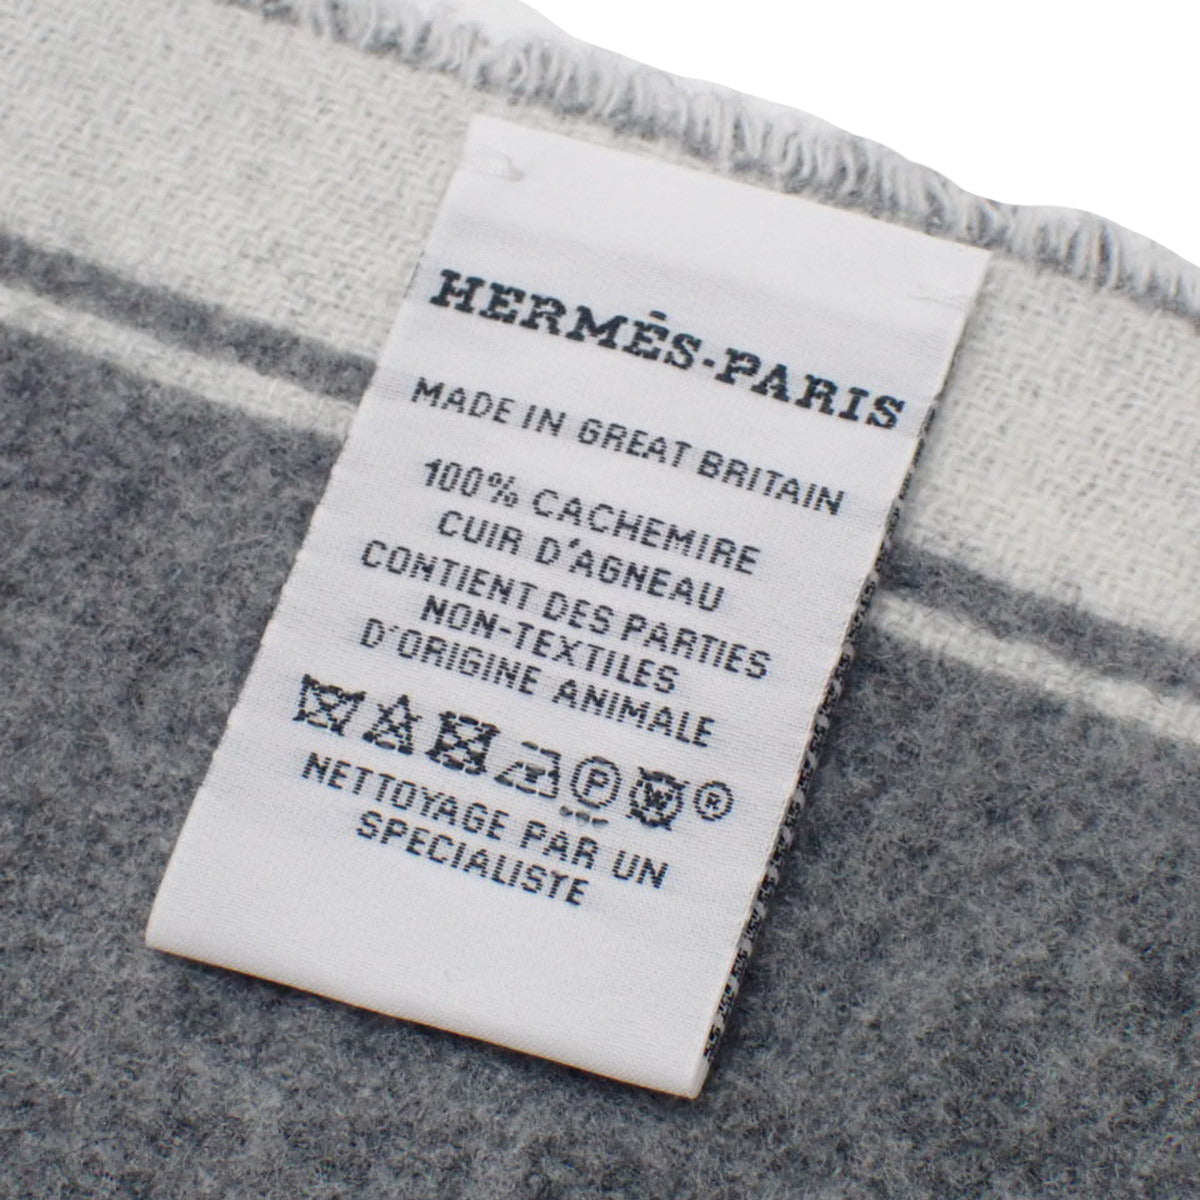 HERMÈS-PARIS
MADE IN GREAT BRITAIN
100% CACHEMIRE
CUIR D'AGNEAU
CONTIENT DES PARTIES
NON-TEXTILES
D'ORIGINE ANIMALE
P W ®
NETTOYAGE PAR UN
SPECIALISTE